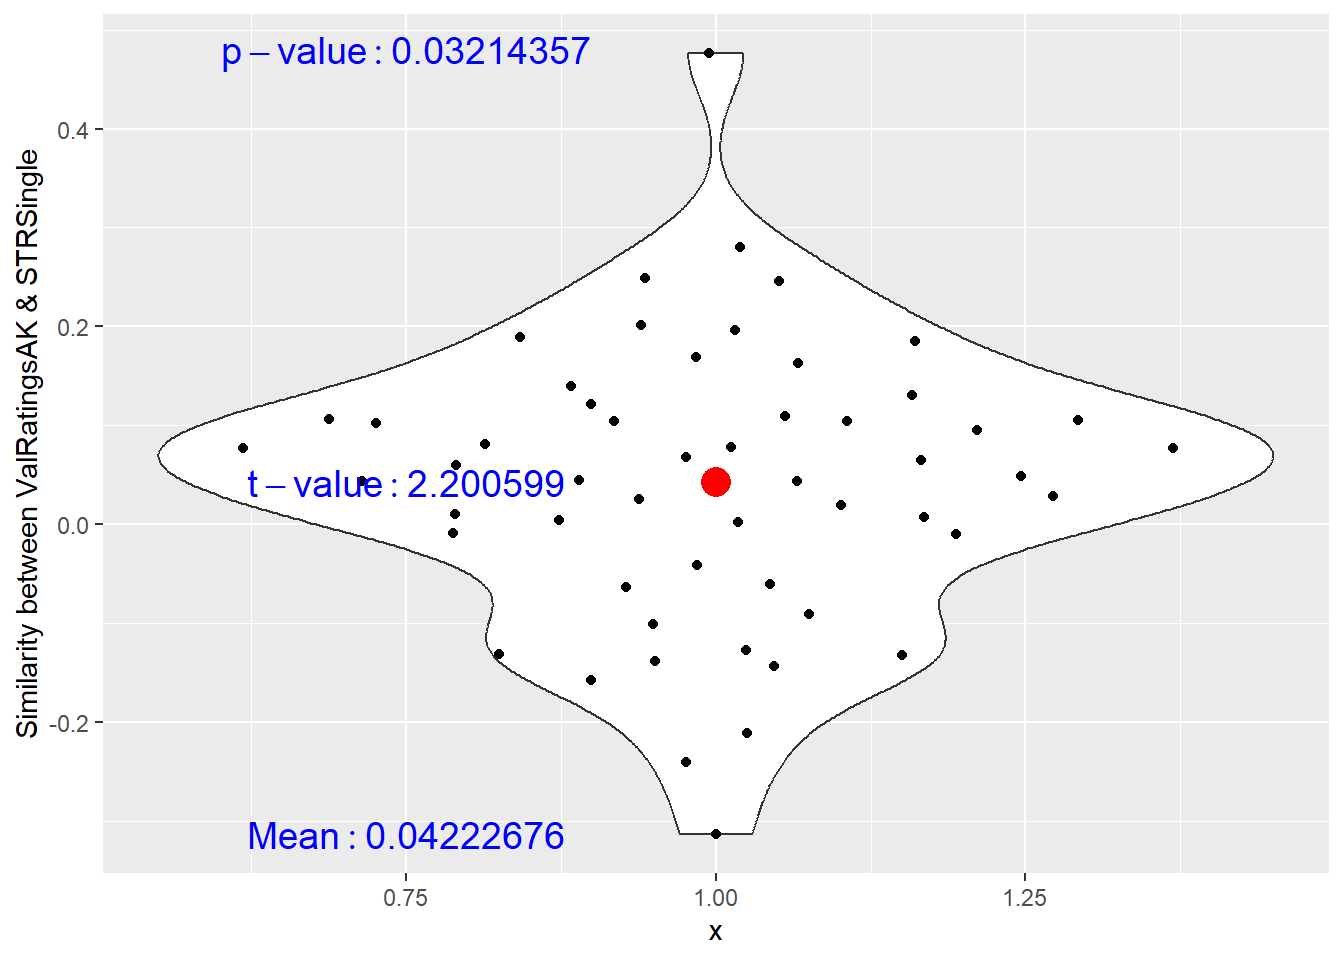 p – value : 0.03214357
0.4
Similarity between ValRatingsAK & STRSingle
0.2
t – value : 2.200599
0.0
-0.2
Mean : 0.04222676
0.75
1.00
1.25
x